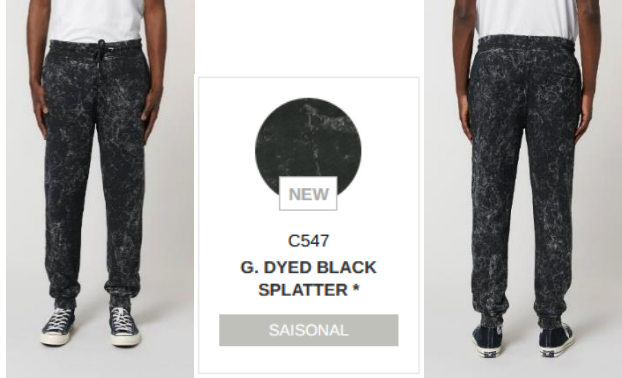 NEW
C547
G. DYED BLACK
SPLATTER *
SAISONAL